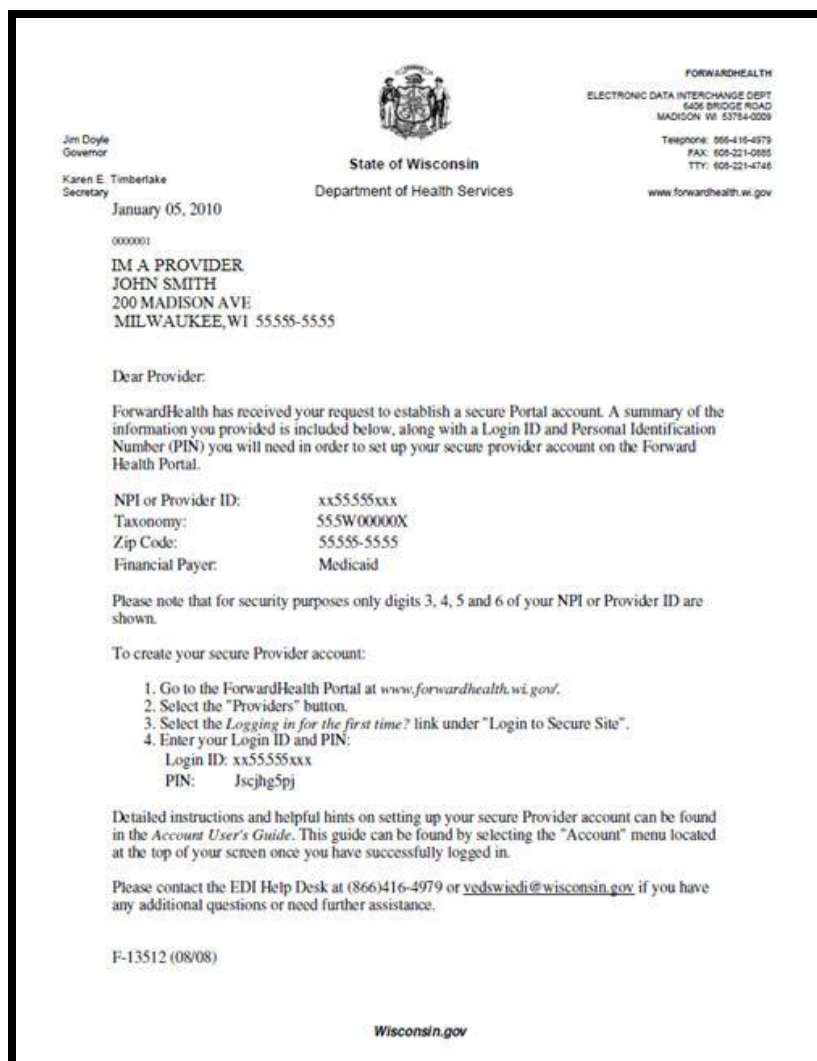 FORWARDHEALTH
ELECTRONIC DATA INTERCHANGE DEPT
6406 BRIDGE ROAD
MADISON WI 53784-0009
Telephone: 866-416-4979
FAX: 608-221-0885
TTY: 608-221-4746
www.forwardhealth.wi.gov
Jim Doyle
Governor
Karen E. Timberlake
Secretary
State of Wisconsin
Department of Health Services
January 05, 2010
0000001
IM A PROVIDER
JOHN SMITH
200 MADISON AVE
MILWAUKEE,WI 55555-5555
Dear Provider:
ForwardHealth has received your request to establish a secure Portal account. A summary of the
information you provided is included below, along with a Login ID and Personal Identification
Number (PIN) you will need in order to set up your secure provider account on the Forward
Health Portal.
NPI or Provider ID: xx55555xxx
Taxonomy: 555W00000X
Zip Code: 55555-5555
Financial Payer: Medicaid
Please note that for security purposes only digits 3, 4, 5 and 6 of your NPI or Provider ID are
shown.
To create your secure Provider account:
1. Go to the ForwardHealth Portal at www.forwardhealth.wi.gov/.
2. Select the "Providers" button.
3. Select the Logging in for the first time? link under "Login to Secure Site".
4. Enter your Login ID and PIN:
Login ID: xx55555xxx
PIN: Jscjhg5pj
Detailed instructions and helpful hints on setting up your secure Provider account can be found
in the Account User's Guide. This guide can be found by selecting the "Account" menu located
at the top of your screen once you have successfully logged in.
Please contact the EDI Help Desk at (866)416-4979 or vedswiedi@wisconsin.gov if you have
any additional questions or need further assistance.
F-13512 (08/08)
Wisconsin.gov